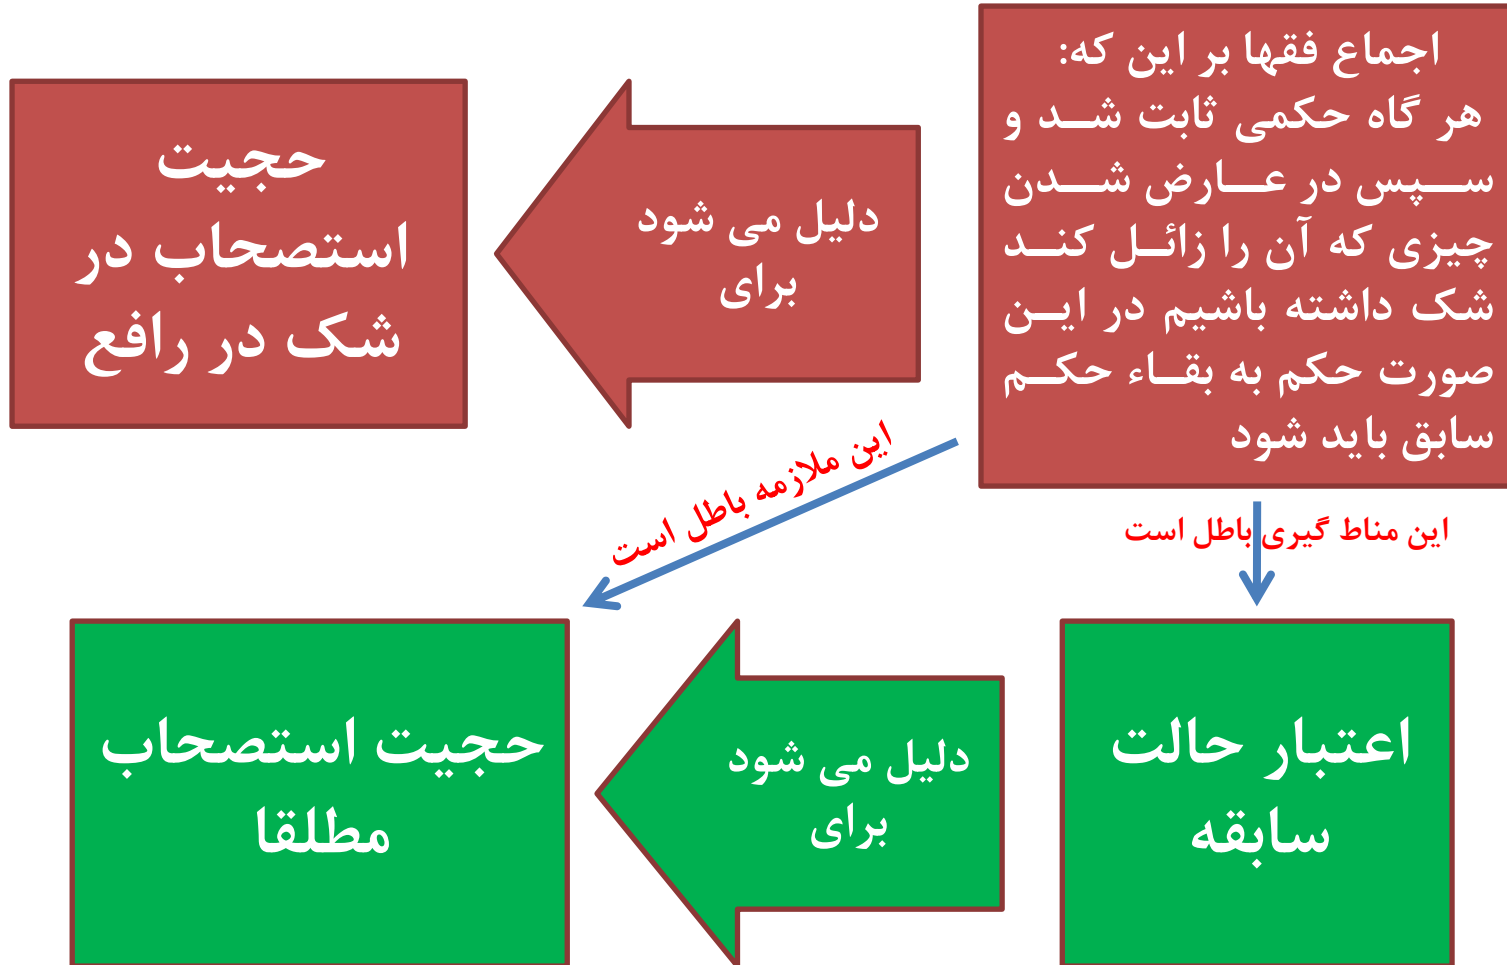 اجماع فقها بر این که:
هر گاه حکمی ثابت شد و
سپس در عارض شدن
چیزی که آن را زائل کند
شک داشته باشیم در این
صورت حکم به بقاء حکم
سابق باید شود
دلیل می شود
برای
حجیت
استصحاب در
شک در رافع
این ملازمه باطل است
این مناط گیری باطل است
اعتبار حالت
سابقه
دلیل می شود
برای
حجیت استصحاب
مطلقا